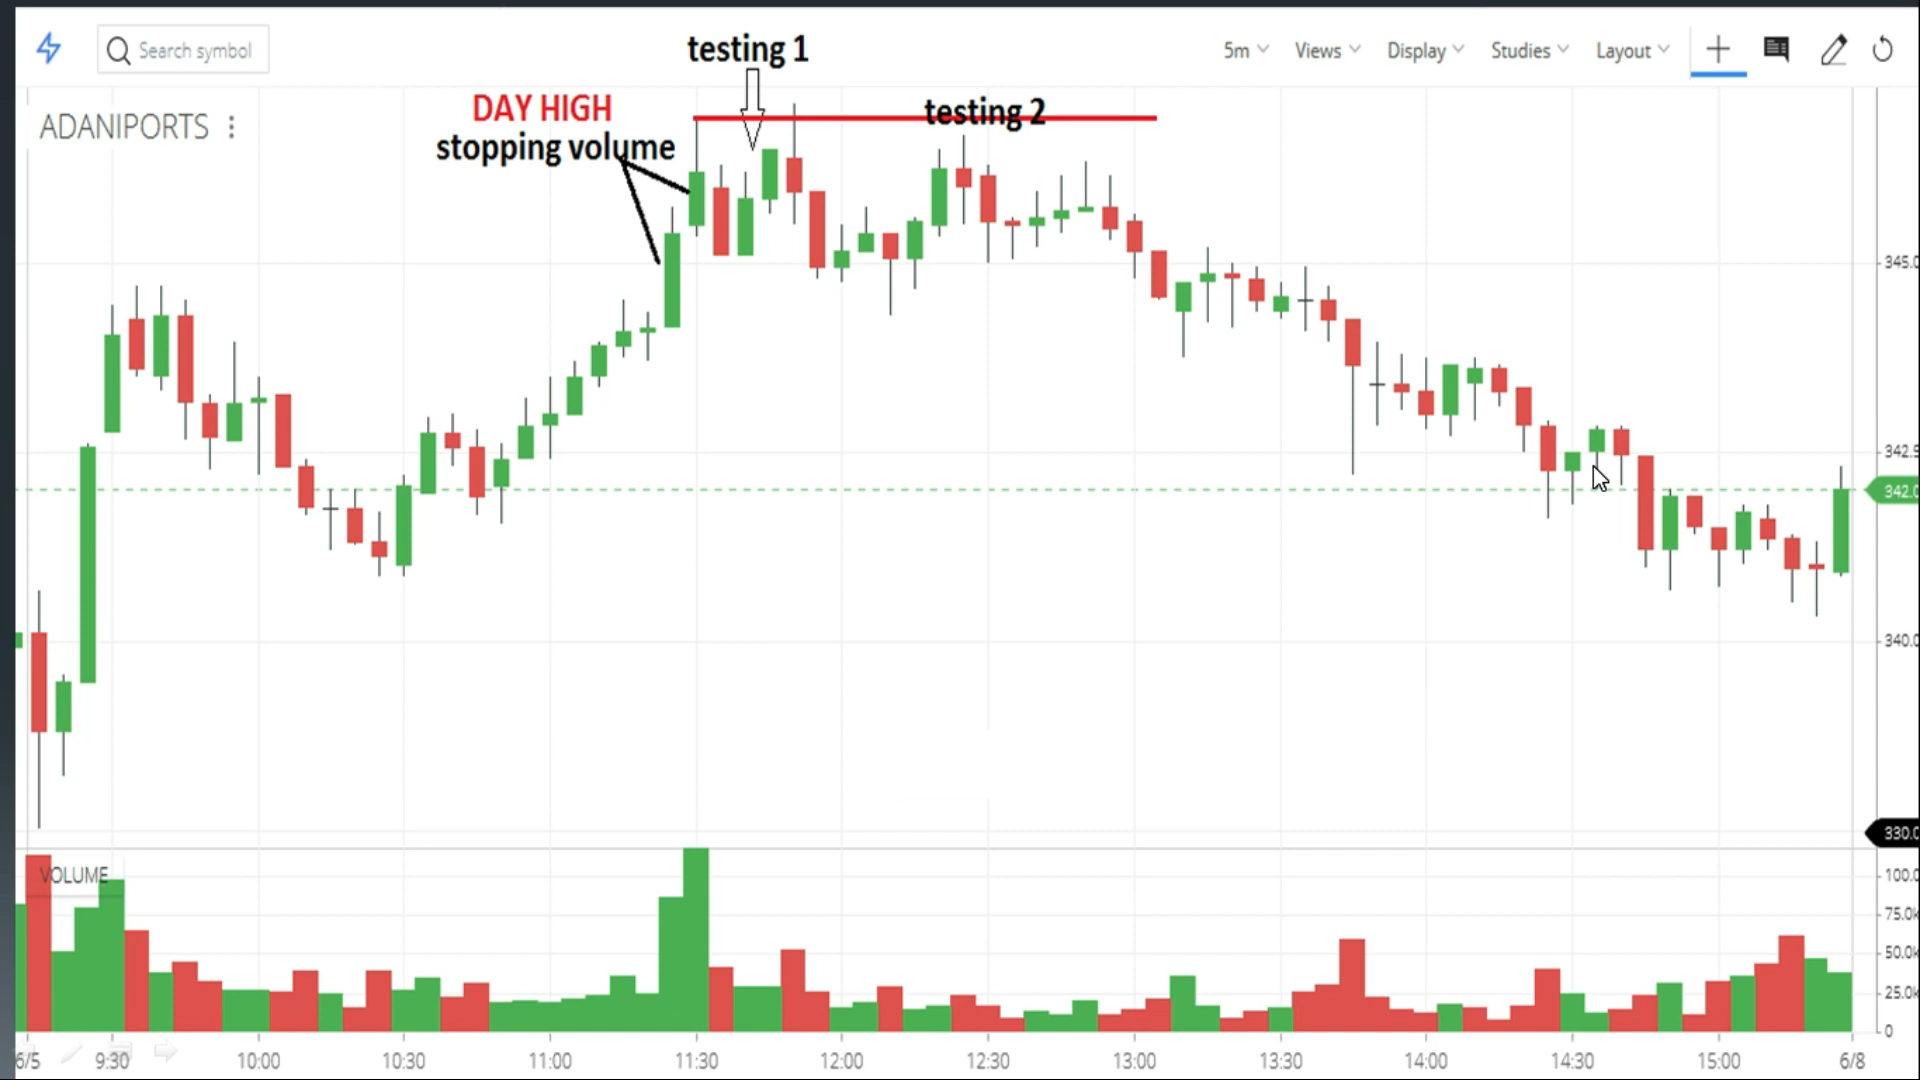 Search symbol
testing 1
5m Views Display Studies Layout
DAY HIGH
testing 2
ADANIPORTS
stopping volume
345.0
342.5
342.0
340.0
330.0
VOLUME
100.0
75.0k
50.0k
25.0k
0
6/5 9:30 10:00 10:30 11:00 11:30 12:00 12:30 13:00 13:30 14:00 14:30 15:00 6/8